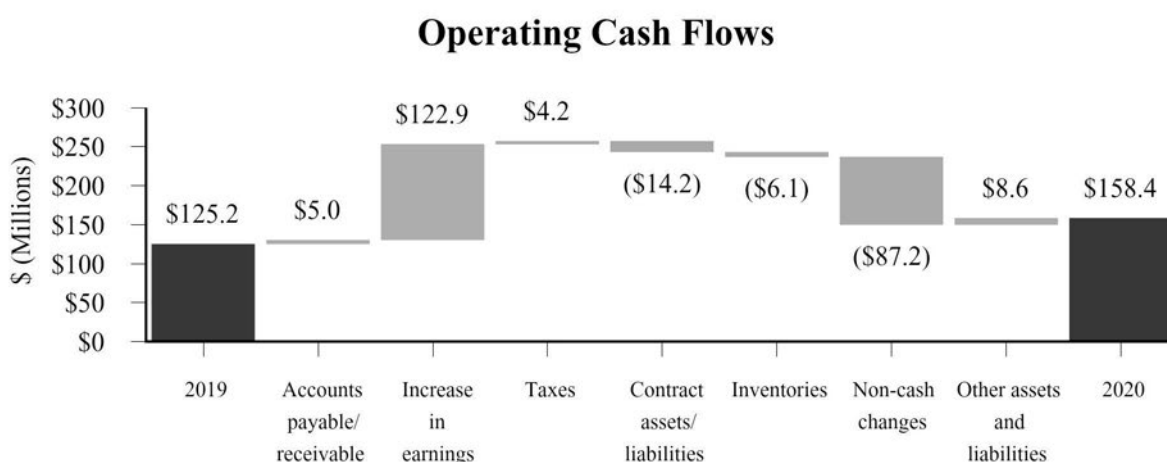 Operating Cash Flows
$ (Millions)
$300
$250
$200
$150
$100
$50
$0
$125.2
$5.0
$122.9
$4.2
($14.2)
($6.1)
($87.2)
$8.6
$158.4
2019
Accounts
payable/
receivable
Increase
in
earnings
Taxes
Contract
assets/
liabilities
Inventories
Non-cash
changes
Other assets
and
liabilities
2020